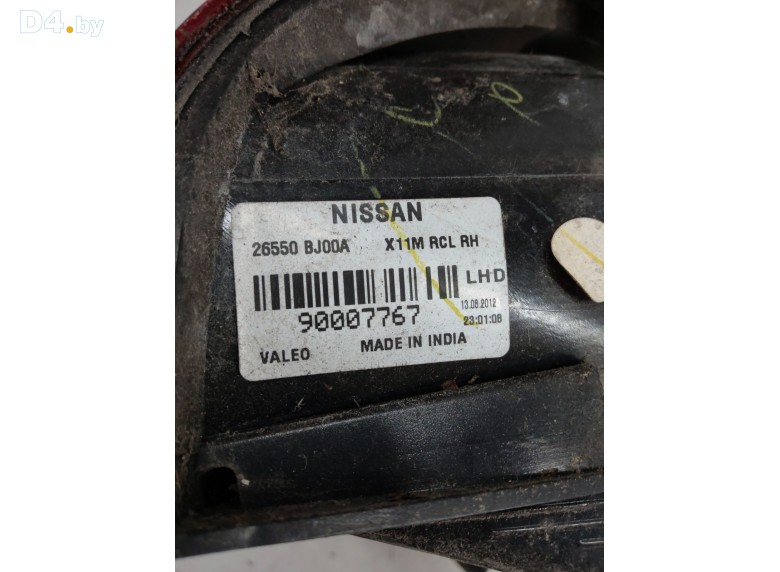 D4.by
NISSAN
26550 BJ00A X11M RCL RH
LHD
13.08.2012
90007767 23:01:08
VALEO MADE IN INDIA